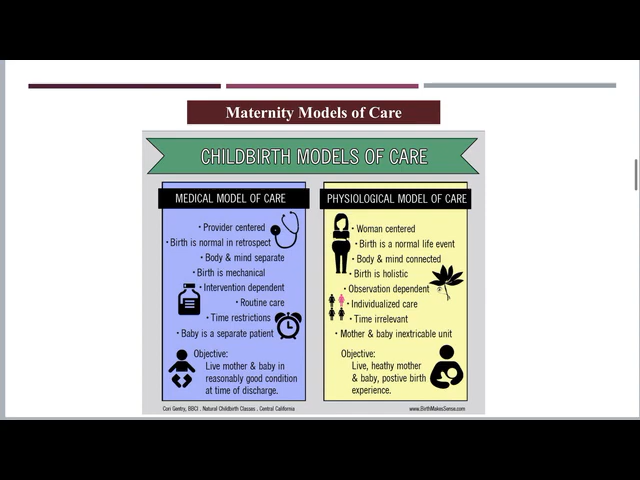 Maternity Models of Care
CHILDBIRTH MODELS OF CARE
MEDICAL MODEL OF CARE
• Provider centered
• Birth is normal in retrospect
• Body & mind separate
• Birth is mechanical
• Intervention dependent
• Routine care
• Time restrictions
• Baby is a separate patient
Objective:
Live mother & baby in
reasonably good condition
at time of discharge.
PHYSIOLOGICAL MODEL OF CARE
• Woman centered
• Birth is a normal life event
• Body & mind connected
• Birth is holistic
• Observation dependent
• Individualized care
• Time irrelevant
• Mother & baby inextricable unit
Objective:
Live, heathy mother
& baby, postive birth
experience.
Cori Gentry, BBCI . Natural Childbirth Classes . Central California
www.BirthMakesSense.com